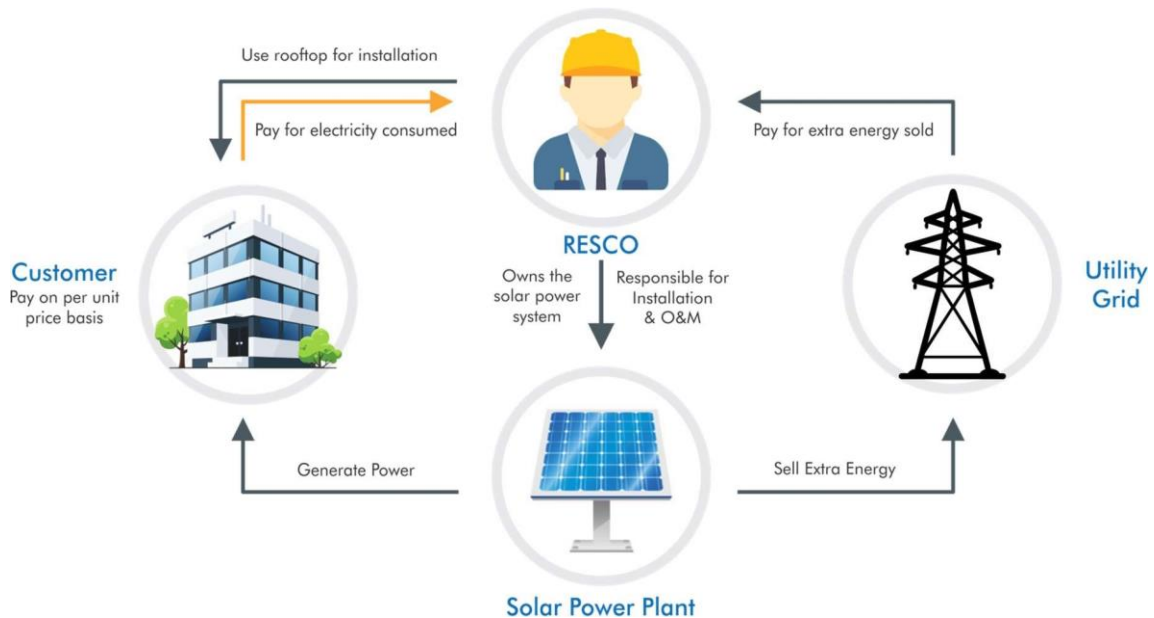 Use rooftop for installation
Pay for electricity consumed
Pay for extra energy sold
RESCO
Owns the
solar power
system
Responsible for
Installation
& O&M
Customer
Pay on per unit
price basis
Utility
Grid
Generate Power
Sell Extra Energy
Solar Power Plant